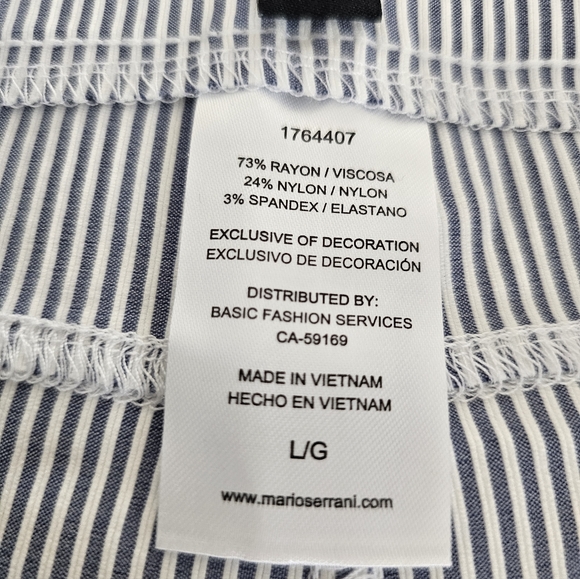 1764407
73% RAYON / VISCOSA
24% NYLON / NYLON
3% SPANDEX / ELASTANO
EXCLUSIVE OF DECORATION
EXCLUSIVO DE DECORACIÓN
DISTRIBUTED BY:
BASIC FASHION SERVICES
CA-59169
MADE IN VIETNAM
HECHO EN VIETNAM
L/G
www.marioserrani.com